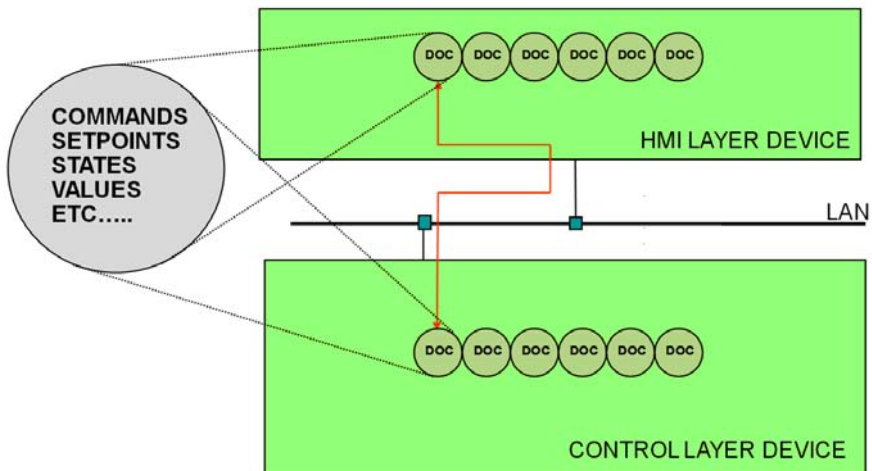 DOC DOC DOC DOC DOC DOC
COMMANDS
SETPOINTS
STATES
VALUES
ETC.....
HMI LAYER DEVICE
LAN
DOC DOC DOC DOC DOC DOC
CONTROL LAYER DEVICE